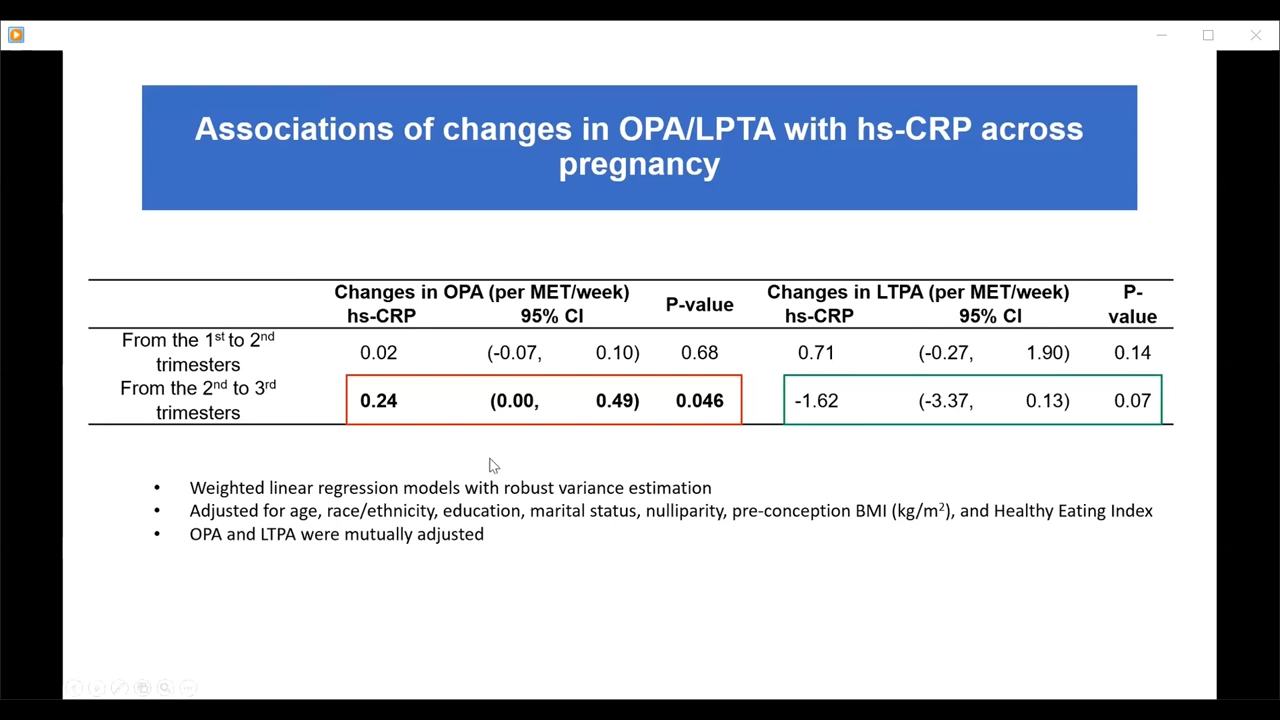 Associations of changes in OPA/LPTA with hs-CRP across
pregnancy
Changes in OPA (per MET/week) P-value Changes in LTPA (per MET/week) P-
hs-CRP 95% CI hs-CRP 95% CI value
From the 1st to 2nd
trimesters 0.02 (-0.07, 0.10) 0.68 0.71 (-0.27, 1.90) 0.14
From the 2nd to 3rd
trimesters 0.24 (0.00, 0.49) 0.046 -1.62 (-3.37, 0.13) 0.07
• Weighted linear regression models with robust variance estimation
• Adjusted for age, race/ethnicity, education, marital status, nulliparity, pre-conception BMI (kg/m²), and Healthy Eating Index
• OPA and LTPA were mutually adjusted